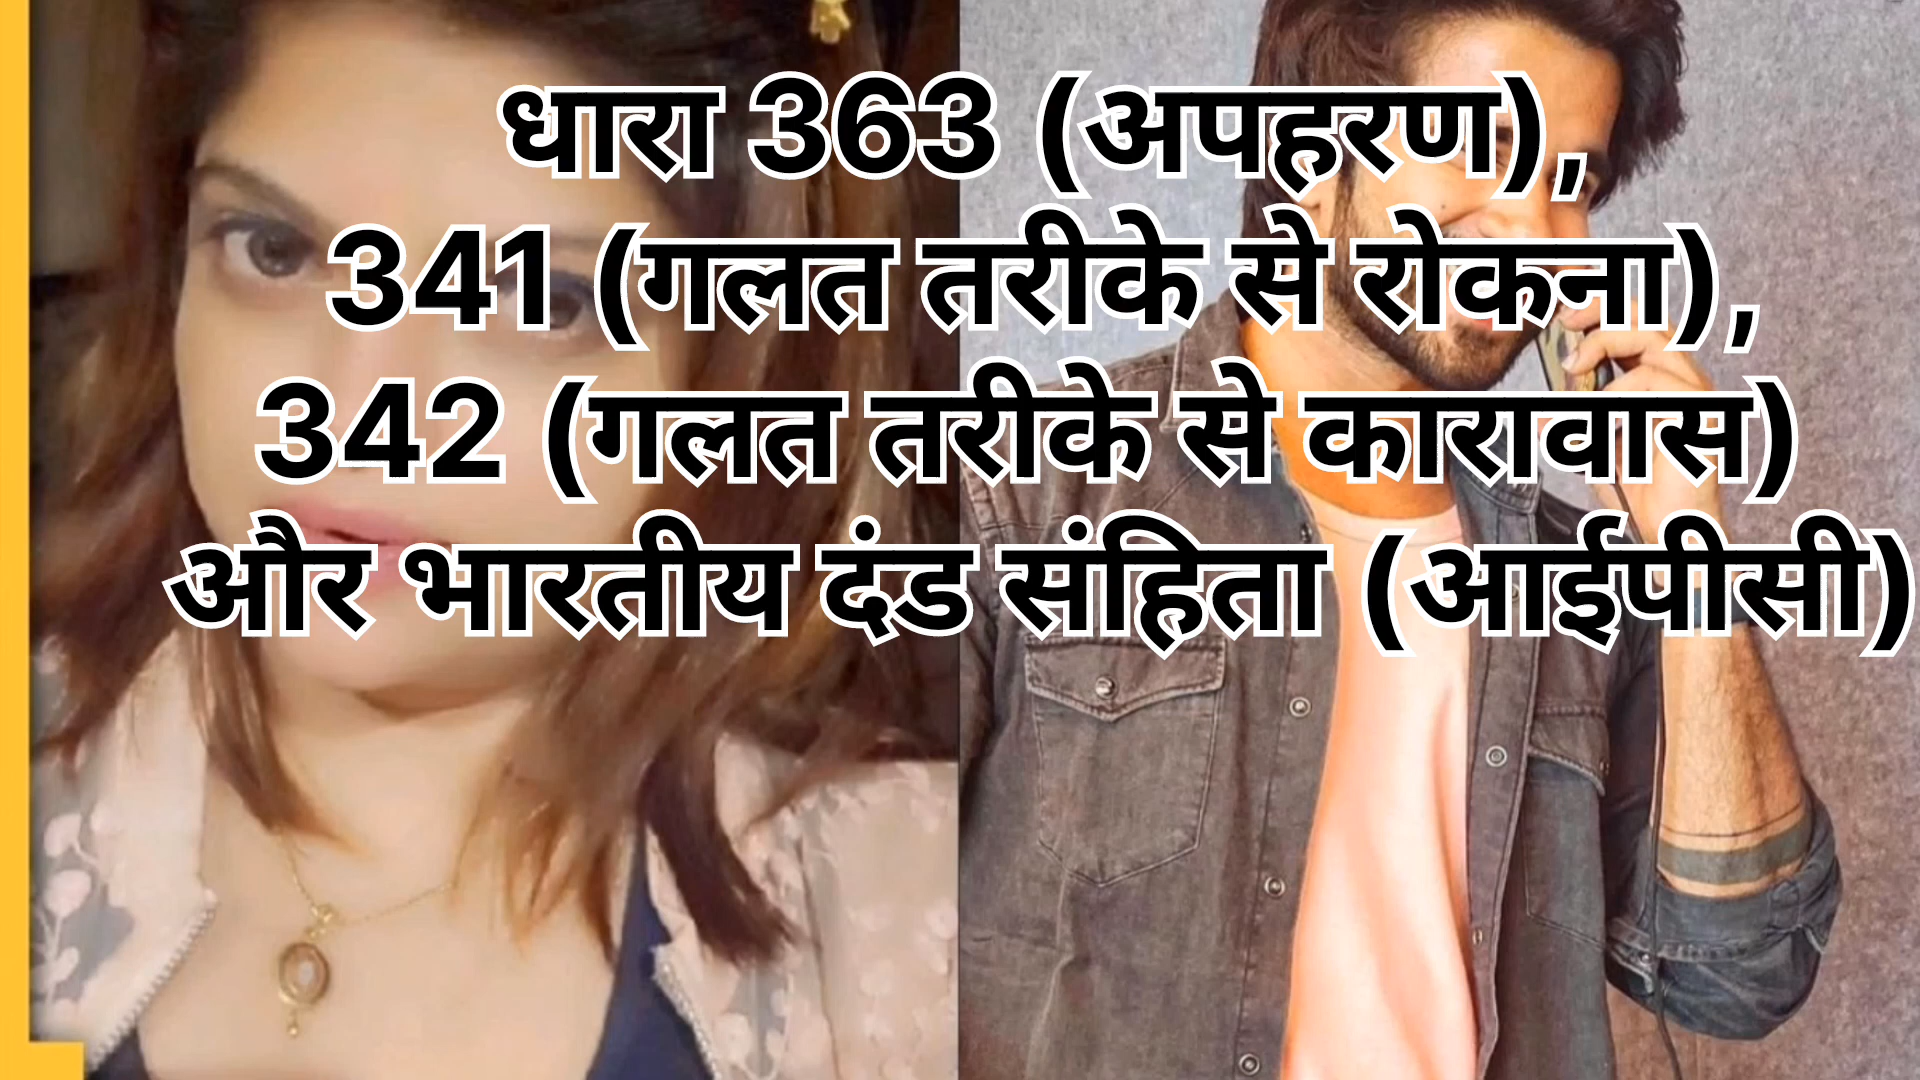 धारा 363 (अपहरण),
341 (गलत तरीके से रोकना),
342 (गलत तरीके से कारावास)
और भारतीय दंड संहिता (आईपीसी)